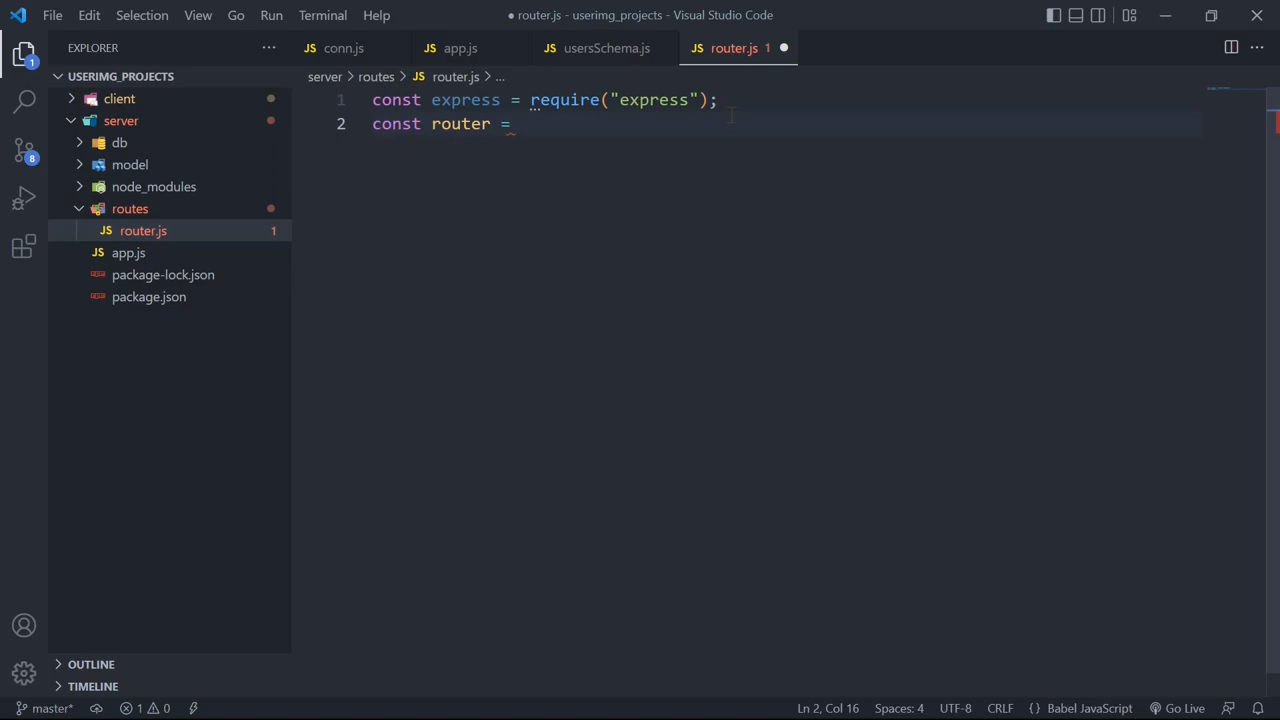 File Edit Selection View Go Run Terminal Help
● router.js - userimg_projects - Visual Studio Code
EXPLORER ...
JS conn.js JS app.js JS usersSchema.js JS router.js 1 ●
USERIMG_PROJECTS
server > routes > JS router.js > ...
client
server
db
model
node_modules
routes
JS router.js 1
JS app.js
package-lock.json
package.json
1 const express = require("express");
2 const router =
1
8
OUTLINE
TIMELINE
master* 1 0 Ln 2, Col 16 Spaces: 4 UTF-8 CRLF {} Babel JavaScript Go Live